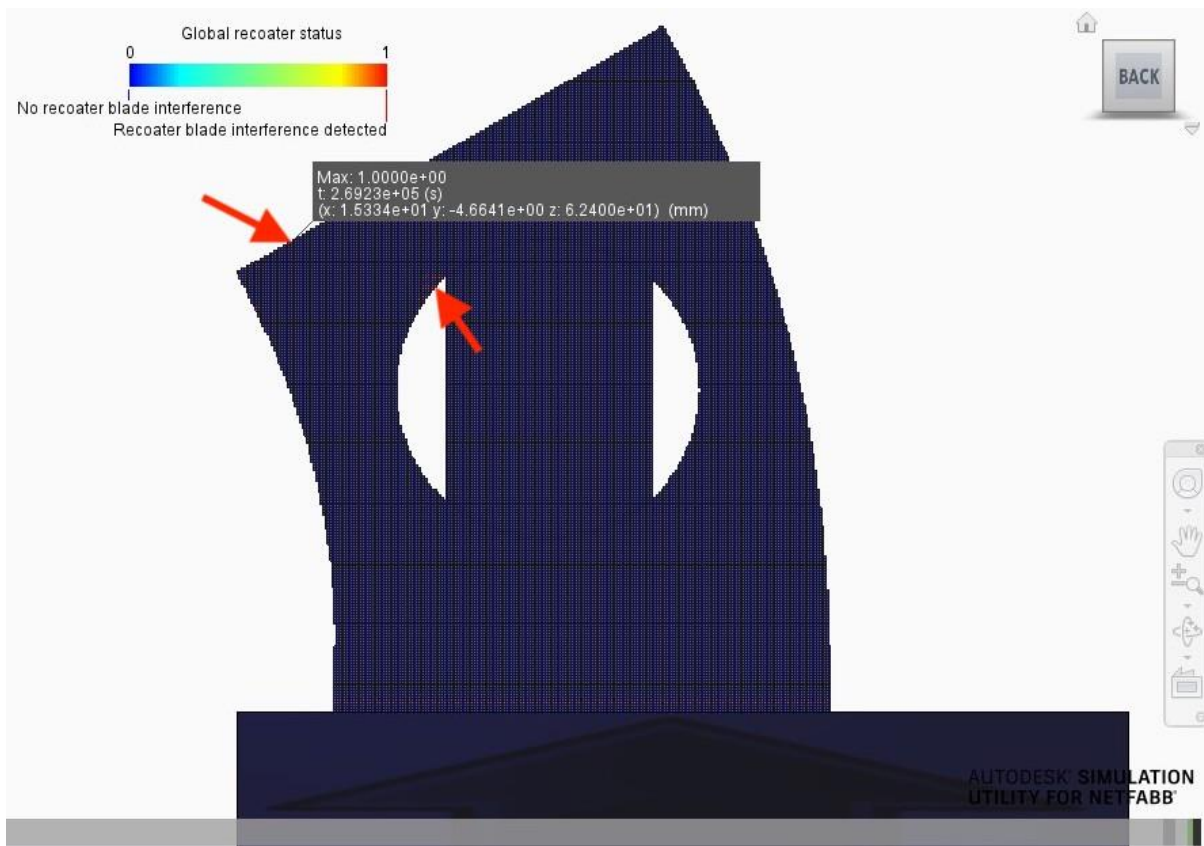 Global recoater status
0 1
No recoater blade interference
Recoater blade interference detected
BACK
Max: 1.0000e+00
t: 2.6923e+05 (s)
(x: 1.5334e+01 y: -4.6641e+00 z: 6.2400e+01) (mm)
AUTODESK® SIMULATION
UTILITY FOR NETFABB®